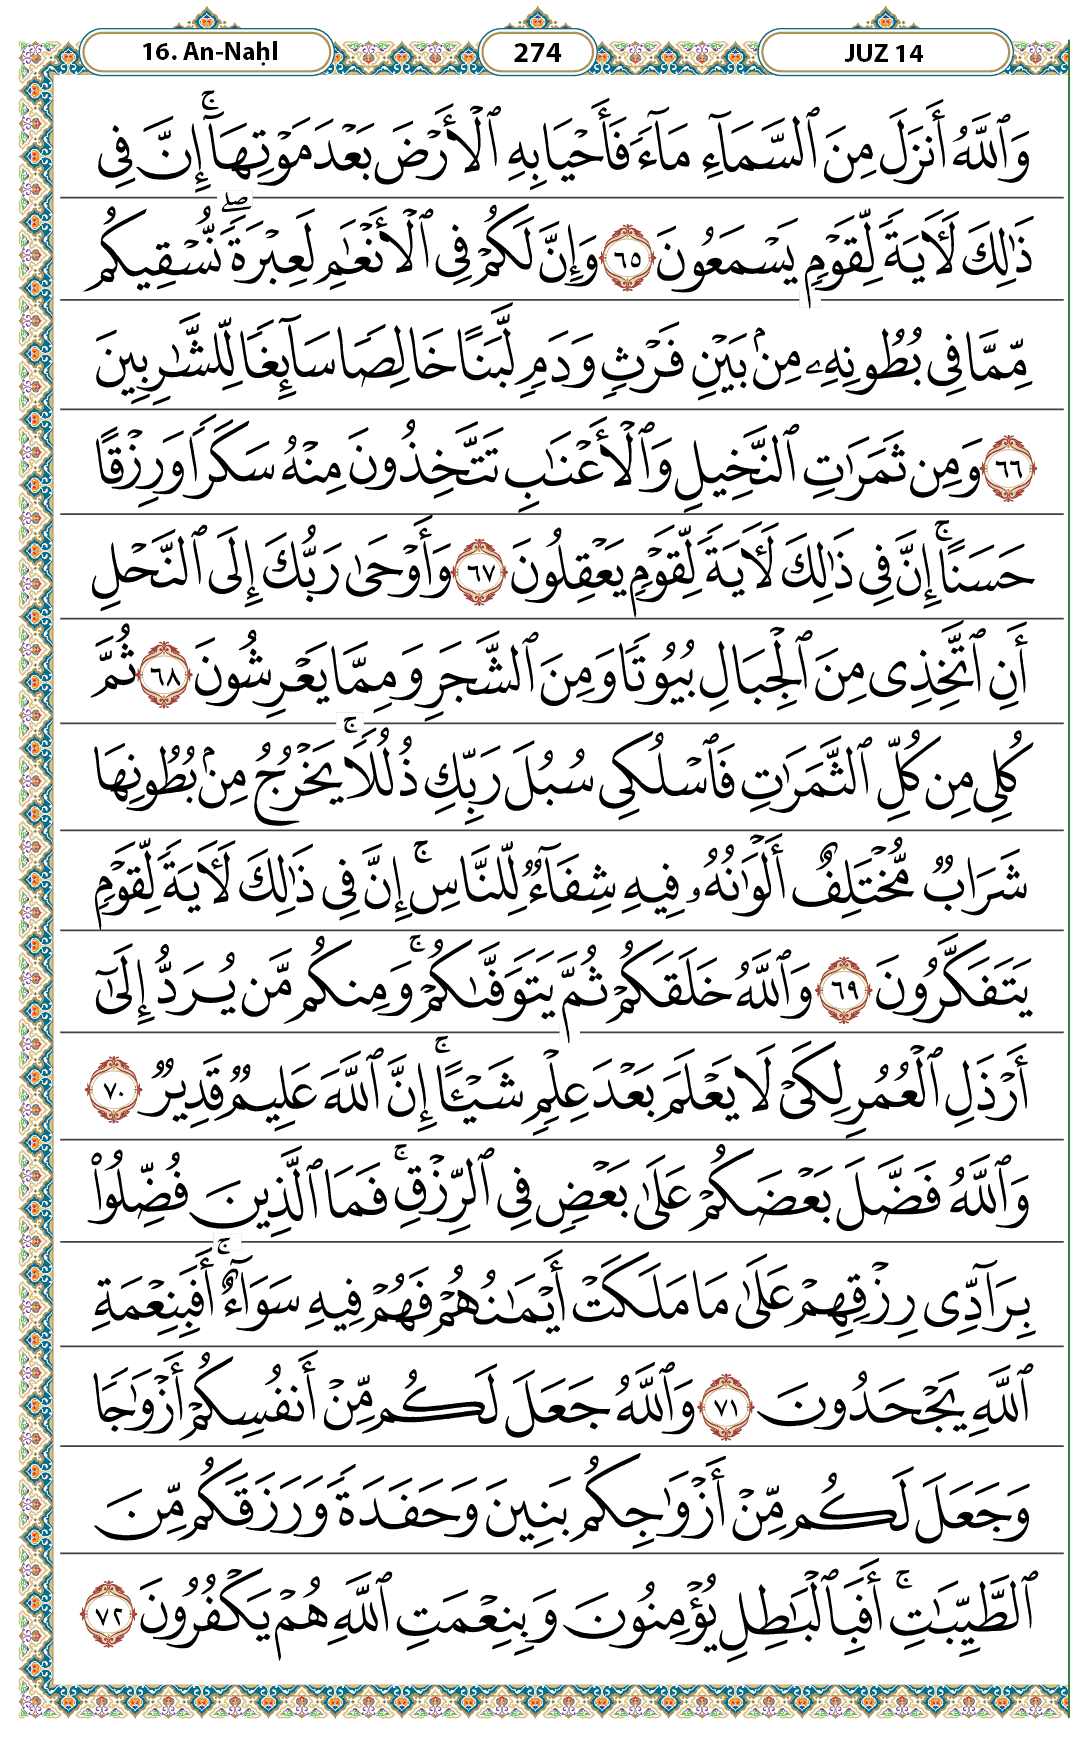 16. An-Naḥl 274 JUZ 14
وَٱللَّهُ أَنزَلَ مِنَ ٱلسَّمَآءِ مَآءً فَأَحْيَا بِهِ ٱلْأَرْضَ بَعْدَ مَوْتِهَآ ۚ إِنَّ فِى
ذَٰلِكَ لَـَٔايَةً لِّقَوْمٍ يَسْمَعُونَ ٦٥ وَإِنَّ لَكُمْ فِى ٱلْأَنْعَـٰمِ لَعِبْرَةً ۖ نُّسْقِيكُم
مِّمَّا فِى بُطُونِهِۦ مِنۢ بَيْنِ فَرْثٍ وَدَمٍ لَّبَنًا خَالِصًا سَآئِغًا لِّلشَّـٰرِبِينَ
٦٦ وَمِن ثَمَرَٰتِ ٱلنَّخِيلِ وَٱلْأَعْنَـٰبِ تَتَّخِذُونَ مِنْهُ سَكَرًا وَرِزْقًا
حَسَنًا ۚ إِنَّ فِى ذَٰلِكَ لَـَٔايَةً لِّقَوْمٍ يَعْقِلُونَ ٦٧ وَأَوْحَىٰ رَبُّكَ إِلَى ٱلنَّحْلِ
أَنِ ٱتَّخِذِى مِنَ ٱلْجِبَالِ بُيُوتًا وَمِنَ ٱلشَّجَرِ وَمِمَّا يَعْرِشُونَ ٦٨ ثُمَّ
كُلِى مِن كُلِّ ٱلثَّمَرَٰتِ فَٱسْلُكِى سُبُلَ رَبِّكِ ذُلُلًا ۚ يَخْرُجُ مِنۢ بُطُونِهَا
شَرَابٌ مُّخْتَلِفٌ أَلْوَٰنُهُۥ فِيهِ شِفَآءٌ لِّلنَّاسِ ۗ إِنَّ فِى ذَٰلِكَ لَـَٔايَةً لِّقَوْمٍ
يَتَفَكَّرُونَ ٦٩ وَٱللَّهُ خَلَقَكُمْ ثُمَّ يَتَوَفَّىٰكُمْ ۚ وَمِنكُم مَّن يُرَدُّ إِلَىٰٓ
أَرْذَلِ ٱلْعُمُرِ لِكَىْ لَا يَعْلَمَ بَعْدَ عِلْمٍ شَيْـًٔا ۚ إِنَّ ٱللَّهَ عَلِيمٌ قَدِيرٌ ٧٠
وَٱللَّهُ فَضَّلَ بَعْضَكُمْ عَلَىٰ بَعْضٍ فِى ٱلرِّزْقِ ۚ فَمَا ٱلَّذِينَ فُضِّلُوا۟
بِرَآدِّى رِزْقِهِمْ عَلَىٰ مَا مَلَكَتْ أَيْمَـٰنُهُمْ فَهُمْ فِيهِ سَوَآءٌ ۚ أَفَبِنِعْمَةِ
ٱللَّهِ يَجْحَدُونَ ٧١ وَٱللَّهُ جَعَلَ لَكُم مِّنْ أَنفُسِكُمْ أَزْوَٰجًا
وَجَعَلَ لَكُم مِّنْ أَزْوَٰجِكُم بَنِينَ وَحَفَدَةً وَرَزَقَكُم مِّنَ
ٱلطَّيِّبَـٰتِ ۚ أَفَبِٱلْبَـٰطِلِ يُؤْمِنُونَ وَبِنِعْمَتِ ٱللَّهِ هُمْ يَكْفُرُونَ ٧٢